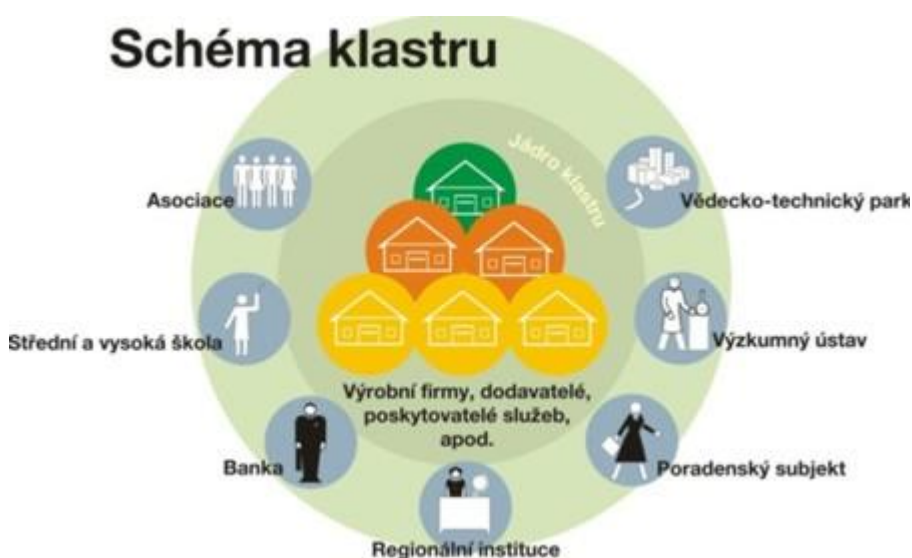 Schéma klastru
Jádro klastru
Asociace
Vědecko-technický park
Střední a vysoká škola
Výzkumný ústav
Výrobní firmy, dodavatelé,
poskytovatelé služeb,
apod.
Banka
Poradenský subjekt
Regionální instituce